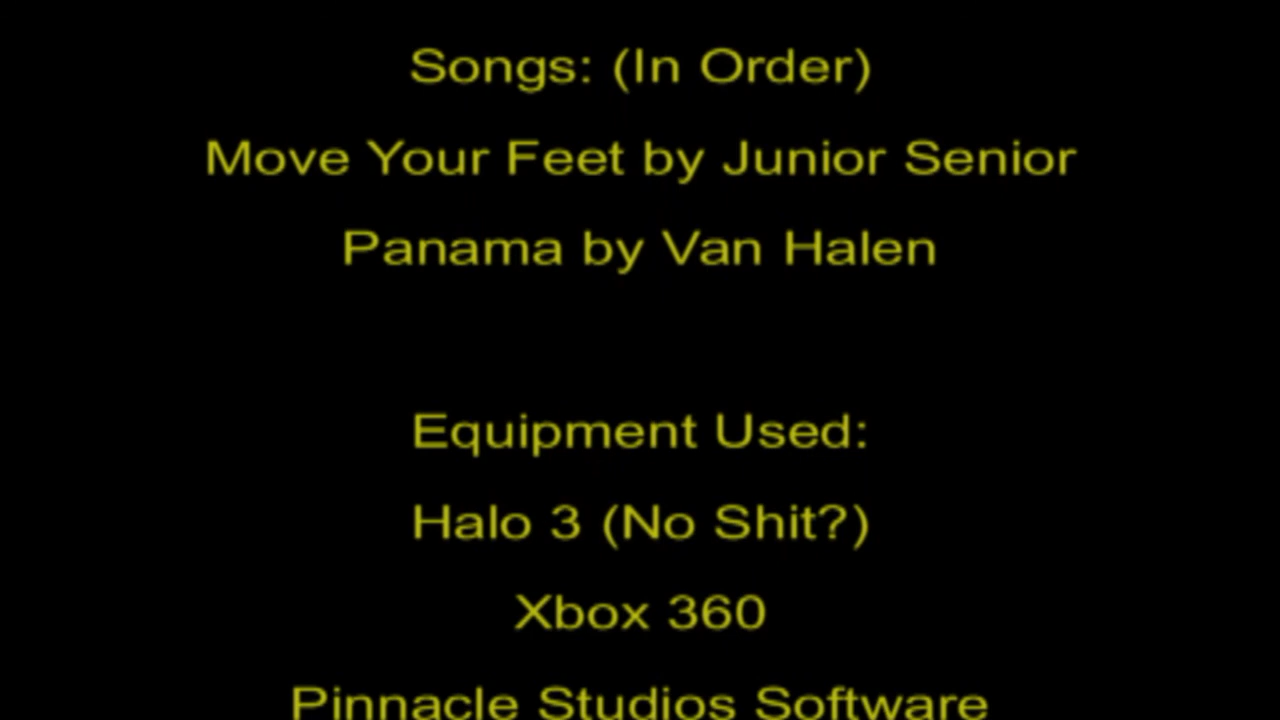 Songs: (In Order)
Move Your Feet by Junior Senior
Panama by Van Halen
Equipment Used:
Halo 3 (No Shit?)
Xbox 360
Pinnacle Studios Software